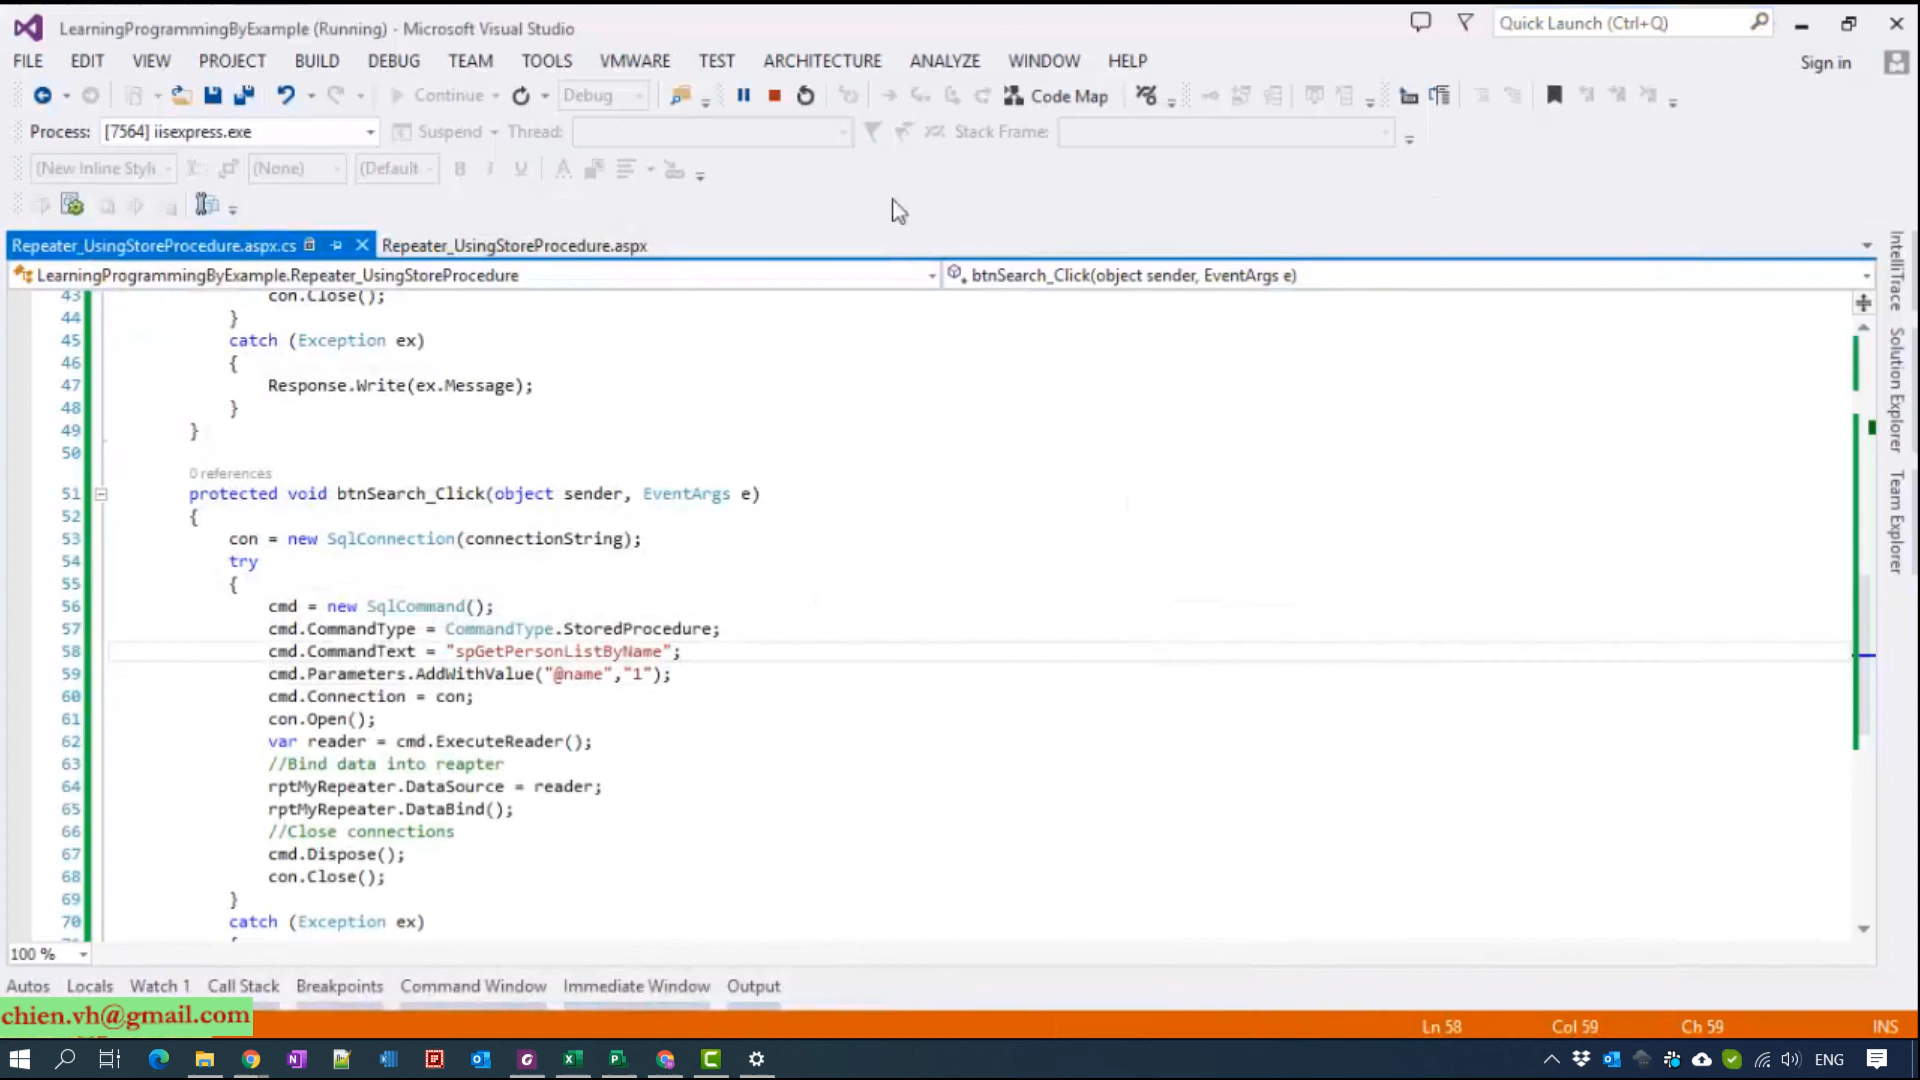 LearningProgrammingByExample (Running) - Microsoft Visual Studio
Quick Launch (Ctrl+Q)
FILE EDIT VIEW PROJECT BUILD DEBUG TEAM TOOLS VMWARE TEST ARCHITECTURE ANALYZE WINDOW HELP
Sign in
Continue Debug Code Map
Process: [7564] iisexpress.exe Suspend Thread: Stack Frame:
(New Inline Style (None) (Default
Repeater_UsingStoreProcedure.aspx.cs Repeater_UsingStoreProcedure.aspx
LearningProgrammingByExample.Repeater_UsingStoreProcedure btnSearch_Click(object sender, EventArgs e)
43 con.Close();
44 }
45 catch (Exception ex)
46 {
47 Response.Write(ex.Message);
48 }
49 }
50
0 references
51 protected void btnSearch_Click(object sender, EventArgs e)
52 {
53 con = new SqlConnection(connectionString);
54 try
55 {
56 cmd = new SqlCommand();
57 cmd.CommandType = CommandType.StoredProcedure;
58 cmd.CommandText = "spGetPersonListByName";
59 cmd.Parameters.AddWithValue("@name","1");
60 cmd.Connection = con;
61 con.Open();
62 var reader = cmd.ExecuteReader();
63 //Bind data into reapter
64 rptMyRepeater.DataSource = reader;
65 rptMyRepeater.DataBind();
66 //Close connections
67 cmd.Dispose();
68 con.Close();
69 }
70 catch (Exception ex)
IntelliTrace
Solution Explorer
Team Explorer
100 %
Autos Locals Watch 1 Call Stack Breakpoints Command Window Immediate Window Output
chien.vh@gmail.com
Ln 58 Col 59 Ch 59 INS
ENG